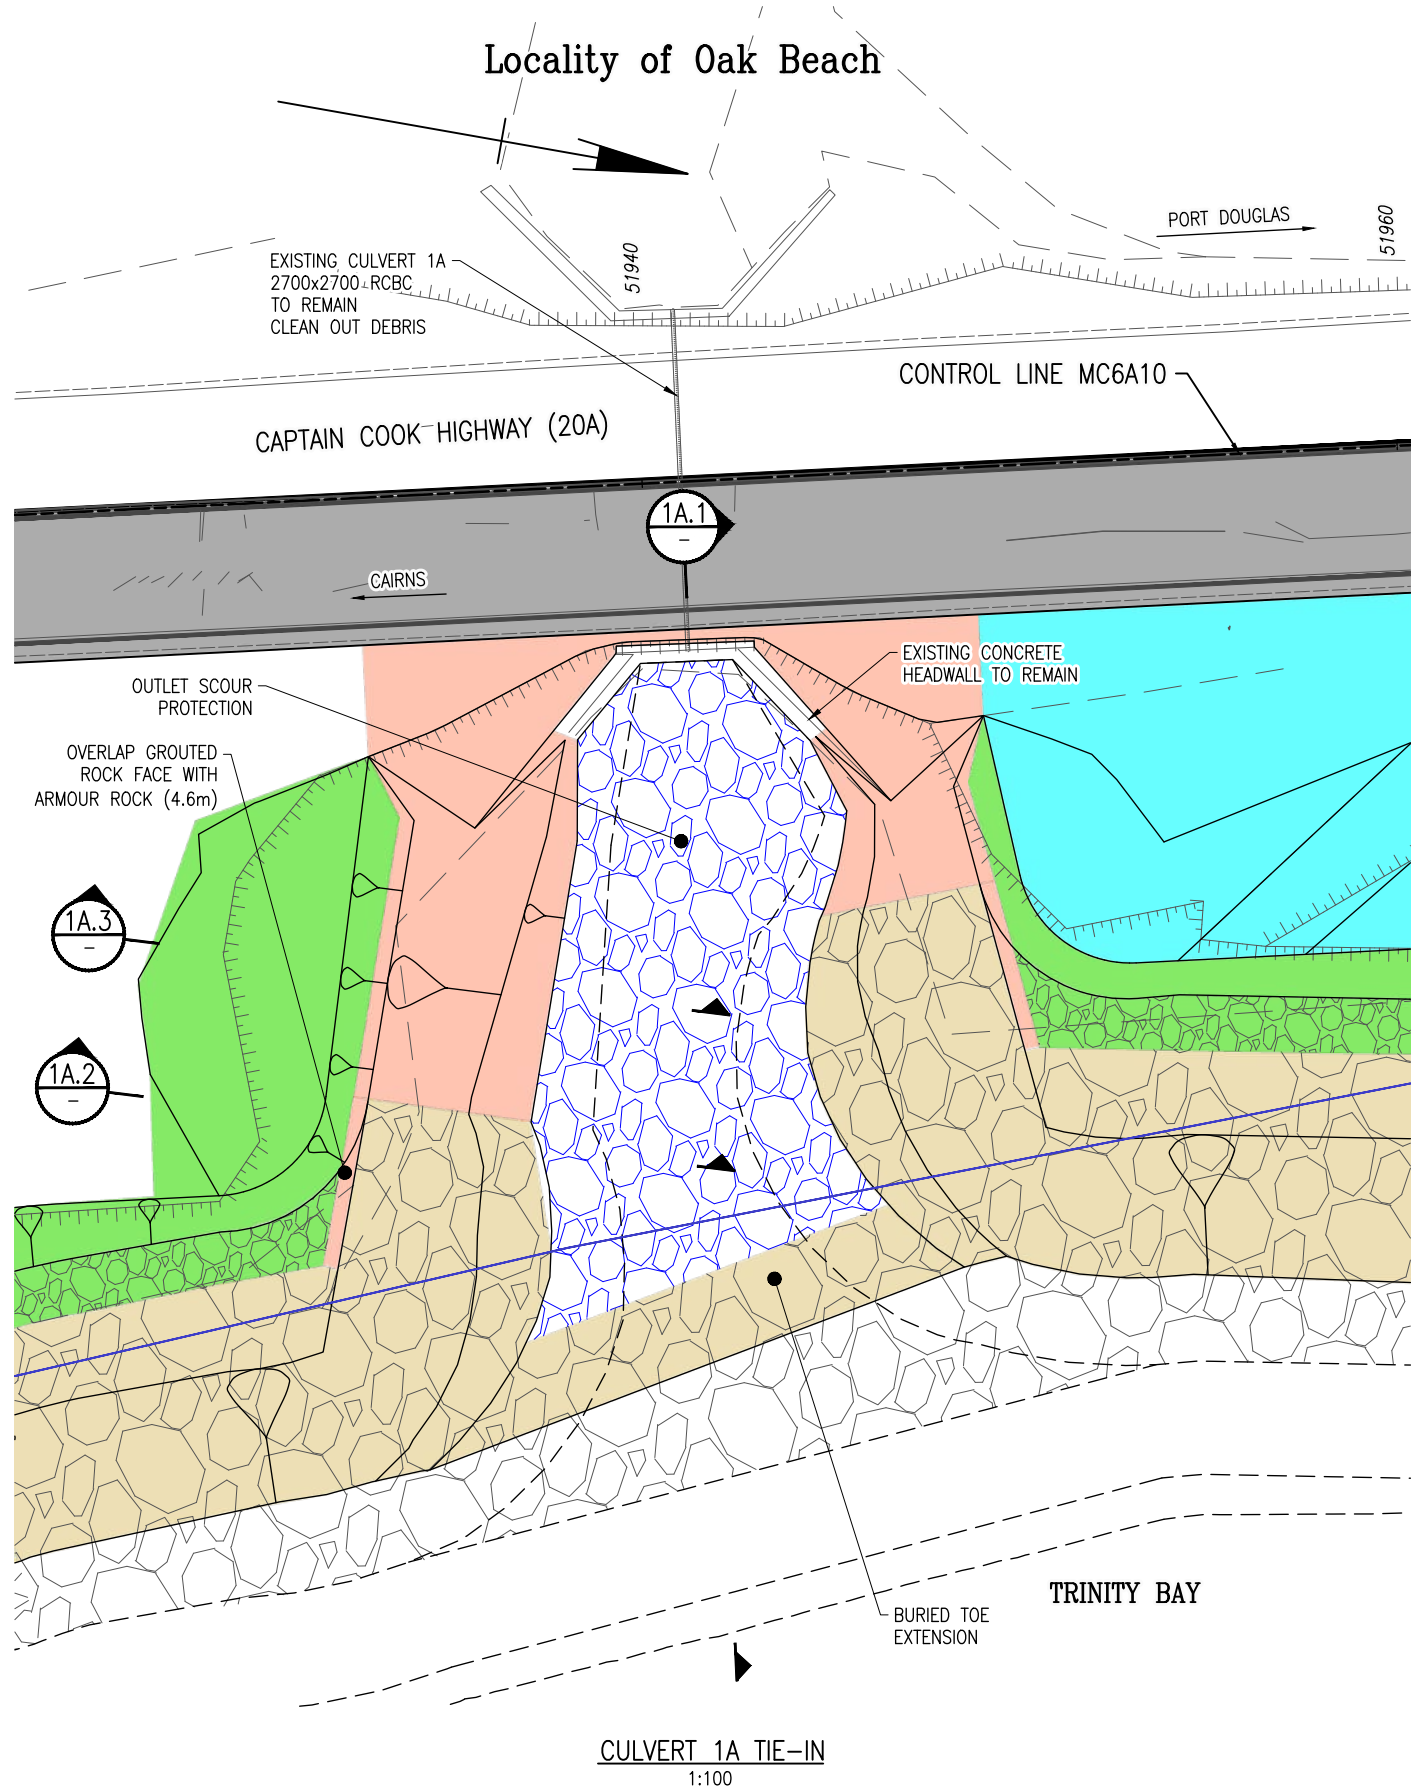 Locality of Oak Beach
PORT DOUGLAS
51960
51940
EXISTING CULVERT 1A
2700x2700 RCBC
TO REMAIN
CLEAN OUT DEBRIS
CONTROL LINE MC6A10
CAPTAIN COOK HIGHWAY (20A)
1A.1
-
CAIRNS
EXISTING CONCRETE
HEADWALL TO REMAIN
OUTLET SCOUR
PROTECTION
OVERLAP GROUTED
ROCK FACE WITH
ARMOUR ROCK (4.6m)
1A.3
-
1A.2
-
TRINITY BAY
BURIED TOE
EXTENSION
CULVERT 1A TIE-IN
1:100